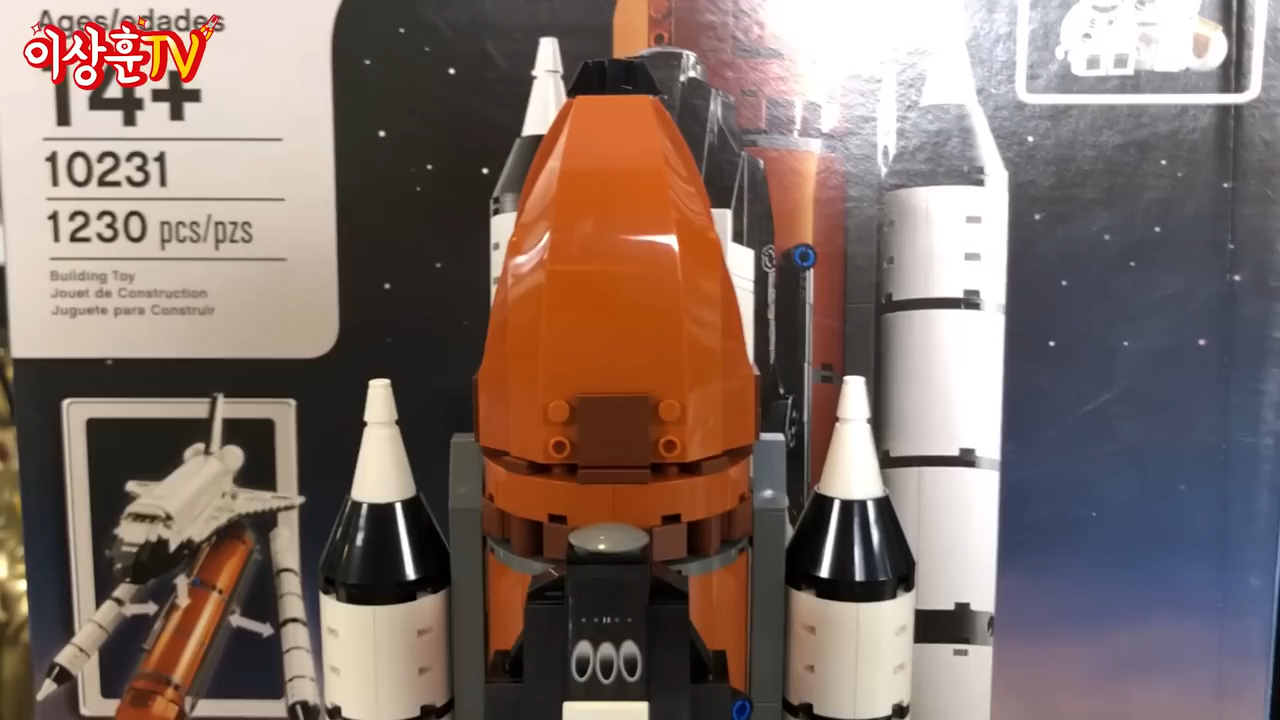 Ages/edades
이상훈TV
14+
10231
1230 pcs/pzs
Building Toy
Jouet de Construction
Juguete para Construir